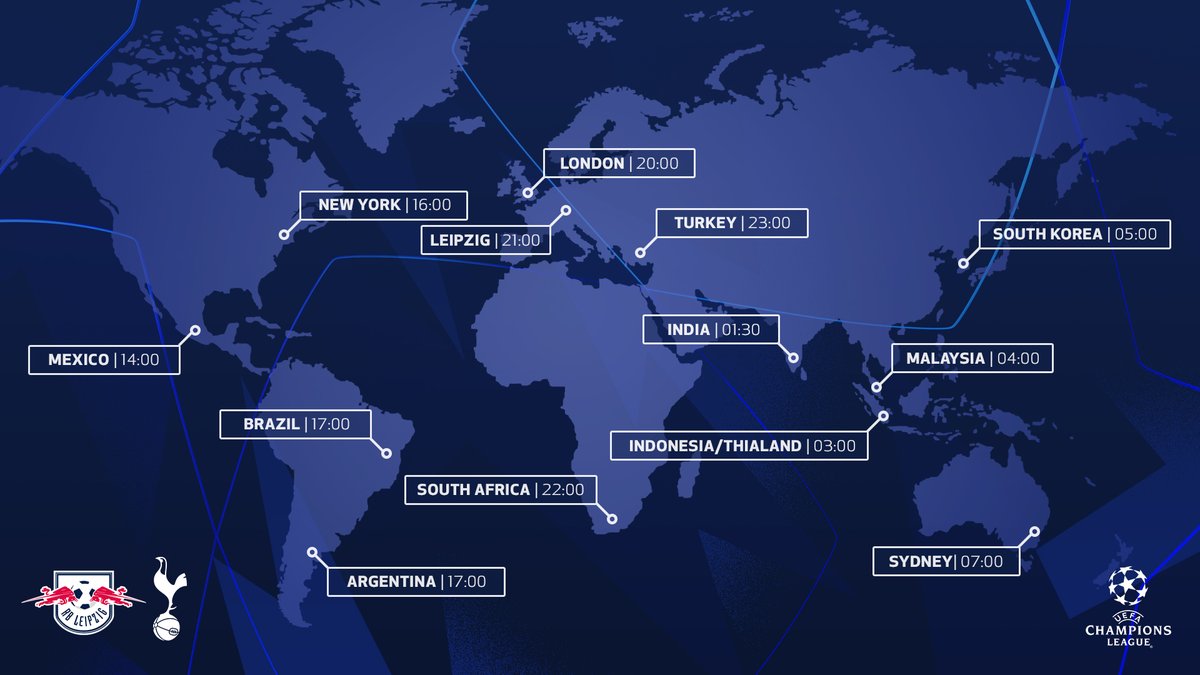 LONDON | 20:00
NEW YORK | 16:00
LEIPZIG | 21:00
TURKEY | 23:00
SOUTH KOREA | 05:00
INDIA | 01:30
MEXICO | 14:00
MALAYSIA | 04:00
BRAZIL | 17:00
INDONESIA/THIALAND | 03:00
SOUTH AFRICA | 22:00
SYDNEY| 07:00
ARGENTINA | 17:00
RB LEIPZIG
UEFA
CHAMPIONS
LEAGUE